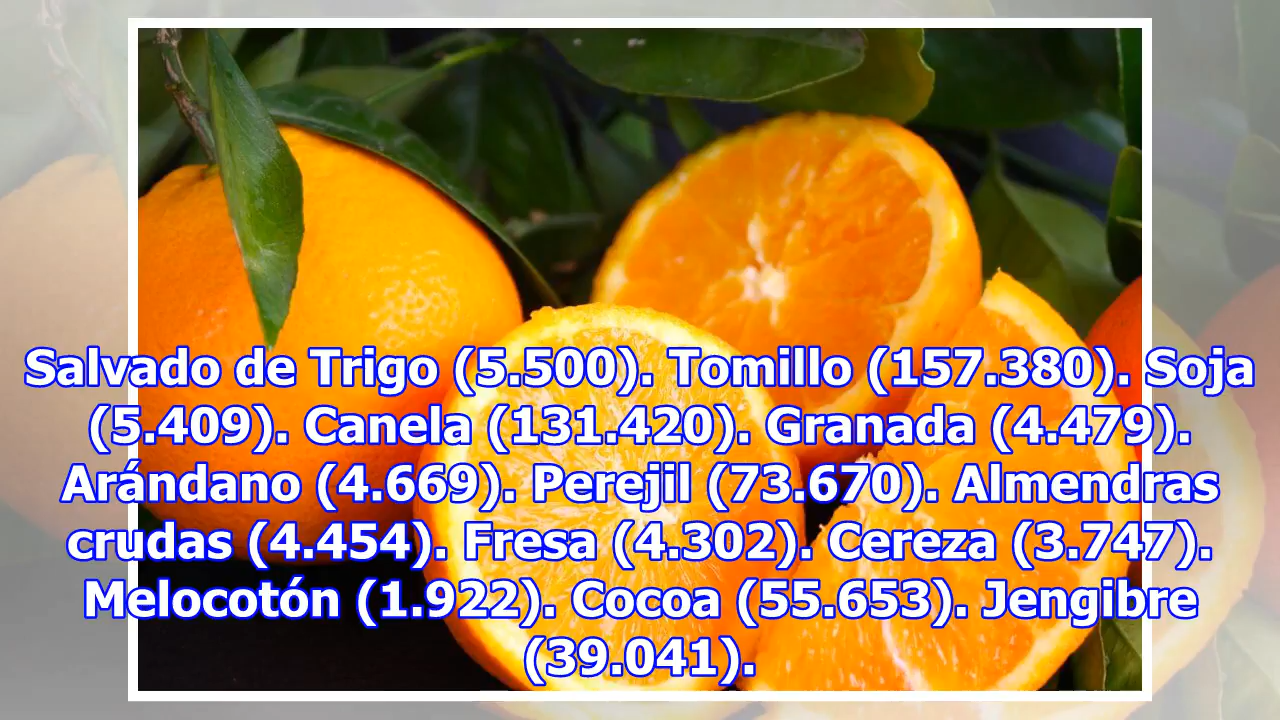 Salvado de Trigo (5.500). Tomillo (157.380). Soja
(5.409). Canela (131.420). Granada (4.479).
Arándano (4.669). Perejil (73.670). Almendras
crudas (4.454). Fresa (4.302). Cereza (3.747).
Melocotón (1.922). Cocoa (55.653). Jengibre
(39.041).